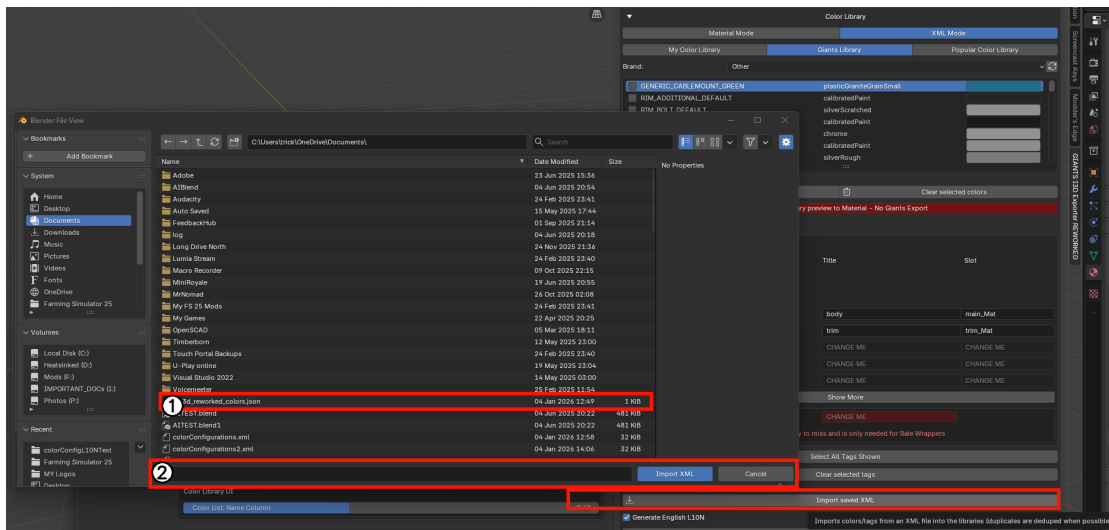 Color Library
Material Mode
XML Mode
My Color Library
Giants Library
Popular Color Library
Brand:
Other
GENERIC_CABLEMOUNT_GREEN
plasticGraniteGrainSmall
RIM_ADDITIONAL_DEFAULT
calibratedPaint
RIM_BOLT_DEFAULT
silverScratched
calibratedPaint
chrome
calibratedPaint
silverRough
Clear selected colors
ry preview to Material - No Giants Export
Title
Slot
body
main_Mat
trim
trim_Mat
CHANGE ME
CHANGE ME
CHANGE ME
CHANGE ME
CHANGE ME
CHANGE ME
Show More
CHANGE ME
y to miss and is only needed for Bale Wrappers
Select All Tags Shown
Clear selected tags
Import saved XML
Generate English L10N
Imports colors/tags from an XML file into the libraries (duplicates are deduped when possible
Color Library UI
Color List: Name Column
Screencast Keys
Modder's Edge
GIANTS I3D Exporter REWORKED
Blender File View
Bookmarks
Add Bookmark
System
Home
Desktop
Documents
Downloads
Music
Pictures
Videos
Fonts
OneDrive
Farming Simulator 25
Volumes
Local Disk (C:)
Heatsinked (D:)
Mods (F:)
IMPORTANT_DOCs (I:)
Photos (P:)
Recent
colorConfigL10NTest
Farming Simulator 25
MY Logos
Desktop
C:\Users\trick\OneDrive\Documents\
Search
Name
Date Modified
Size
No Properties
Adobe
23 Jun 2025 15:36
AIBlend
04 Jun 2025 20:54
Audacity
24 Feb 2025 23:41
Auto Saved
15 May 2025 17:44
FeedbackHub
01 Sep 2025 21:14
log
04 Jun 2025 20:18
Long Drive North
24 Nov 2025 21:36
Lumia Stream
24 Feb 2025 23:40
Macro Recorder
09 Oct 2025 22:15
MiniRoyale
19 Jun 2025 20:55
MrNomad
26 Oct 2025 02:08
My FS 25 Mods
24 Feb 2025 23:41
My Games
22 Apr 2025 20:25
OpenSCAD
05 Mar 2025 18:11
Timberborn
12 May 2025 23:00
Touch Portal Backups
24 Feb 2025 23:40
U-Play online
19 May 2025 23:04
Visual Studio 2022
14 May 2025 03:00
Voicemeeter
25 Feb 2025 11:54
1
3d_reworked_colors.json
04 Jan 2026 12:49
1 KiB
AITEST.blend
04 Jun 2025 20:22
481 KiB
AITEST.blend1
04 Jun 2025 20:22
481 KiB
colorConfigurations.xml
04 Jan 2026 12:58
32 KiB
colorConfigurations2.xml
04 Jan 2026 14:06
32 KiB
2
Import XML
Cancel